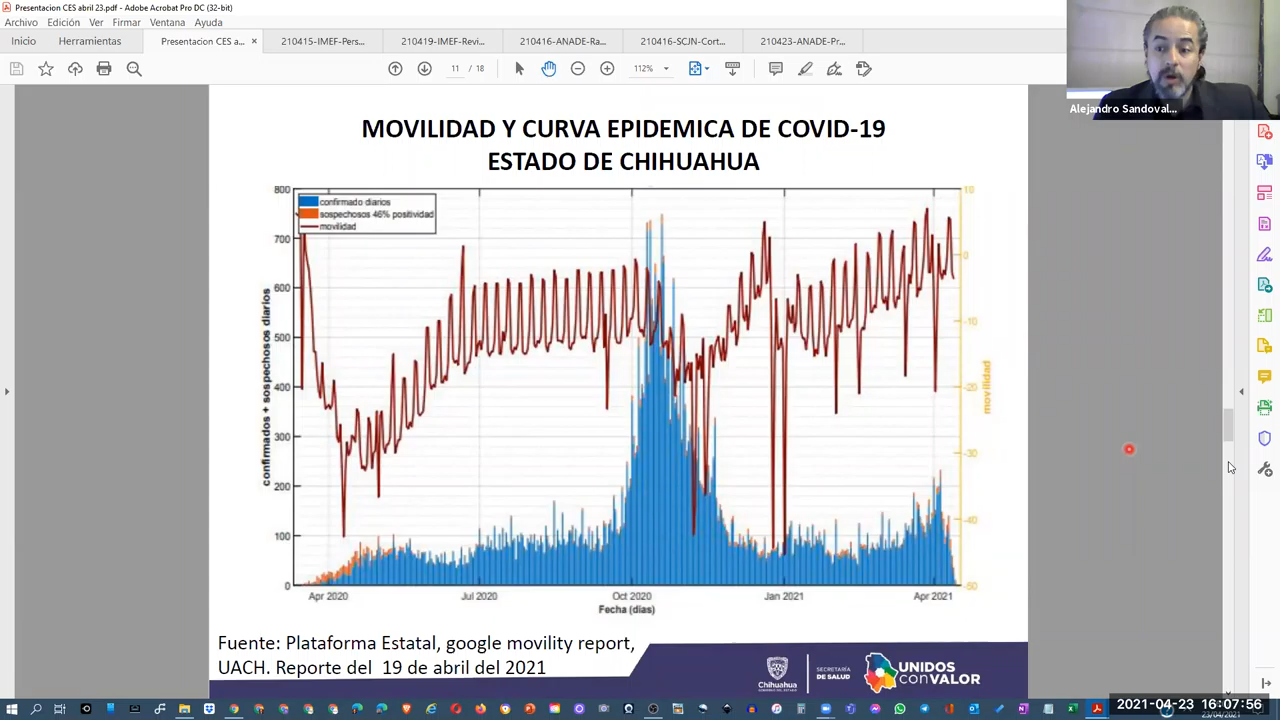 Presentacion CES abril 23.pdf - Adobe Acrobat Pro DC (32-bit)
Archivo Edición Ver Firmar Ventana Ayuda
Inicio Herramientas Presentacion CES a... × 210415-IMEF-Pers... 210419-IMEF-Revi... 210416-ANADE-Ra... 210416-SCJN-Cort... 210423-ANADE-Pr...
11 / 18 112%
Alejandro Sandoval...
MOVILIDAD Y CURVA EPIDEMICA DE COVID-19
ESTADO DE CHIHUAHUA
confirmado diarios
sospechosos 46% positividad
movilidad
800
700
600
500
400
300
200
100
0
confirmados + sospechosos diarios
10
0
-10
-20
-30
-40
-50
movilidad
Apr 2020 Jul 2020 Oct 2020 Jan 2021 Apr 2021
Fecha (días)
Fuente: Plataforma Estatal, google movility report,
UACH. Reporte del 19 de abril del 2021
Chihuahua
SECRETARÍA
DE SALUD
UNIDOS
conVALOR
2021-04-23 16:07:56
23/04/2021